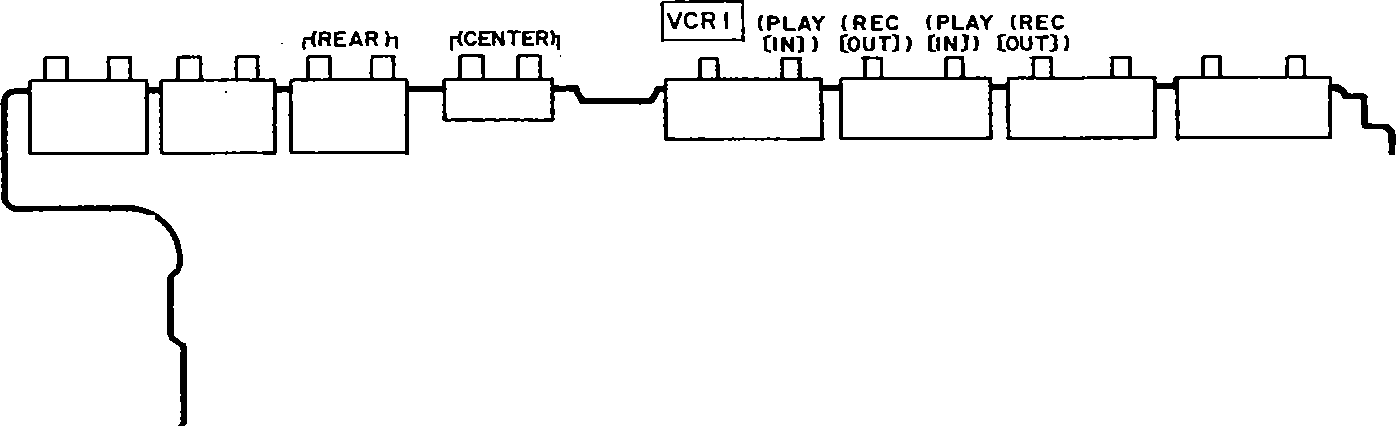 (REAR)
(CENTER)
VCR1
(PLAY (REC (PLAY (REC
[IN]) [OUT]) [IN]) [OUT])